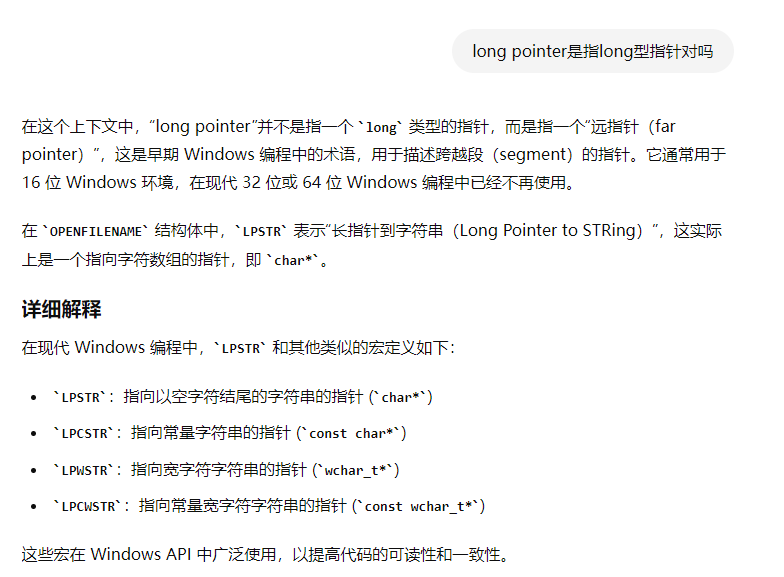 long pointer是指long型指针对吗
在这个上下文中，“long pointer”并不是指一个 `long` 类型的指针，而是指一个“远指针（far
pointer）”，这是早期 Windows 编程中的术语，用于描述跨越段（segment）的指针。它通常用于
16 位 Windows 环境，在现代 32 位或 64 位 Windows 编程中已经不再使用。
在 `OPENFILENAME` 结构体中，`LPSTR` 表示“长指针到字符串（Long Pointer to STRing）”，这实际
上是一个指向字符数组的指针，即 `char*`。
详细解释
在现代 Windows 编程中，`LPSTR` 和其他类似的宏定义如下：
• `LPSTR`：指向以空字符结尾的字符串的指针 (`char*`)
• `LPCSTR`：指向常量字符串的指针 (`const char*`)
• `LPWSTR`：指向宽字符字符串的指针 (`wchar_t*`)
• `LPCWSTR`：指向常量宽字符字符串的指针 (`const wchar_t*`)
这些宏在 Windows API 中广泛使用，以提高代码的可读性和一致性。